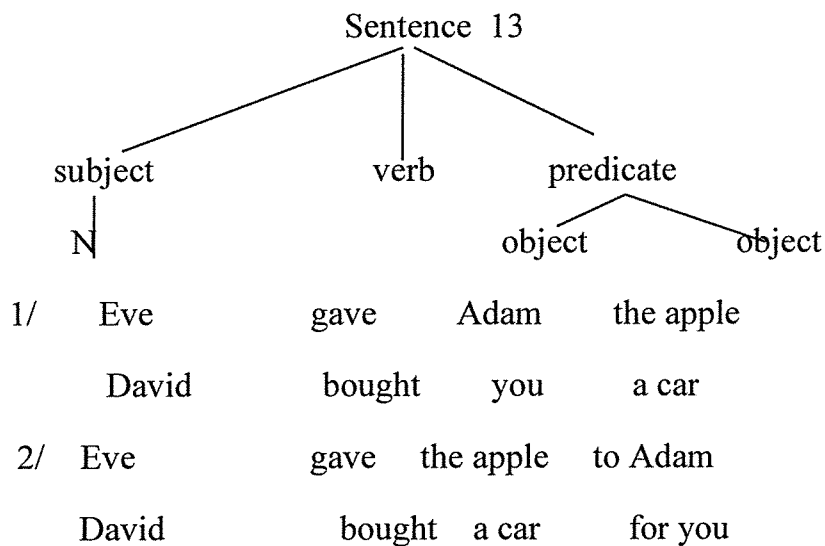 Sentence 13
subject verb predicate
N object object
1/ Eve gave Adam the apple
David bought you a car
2/ Eve gave the apple to Adam
David bought a car for you